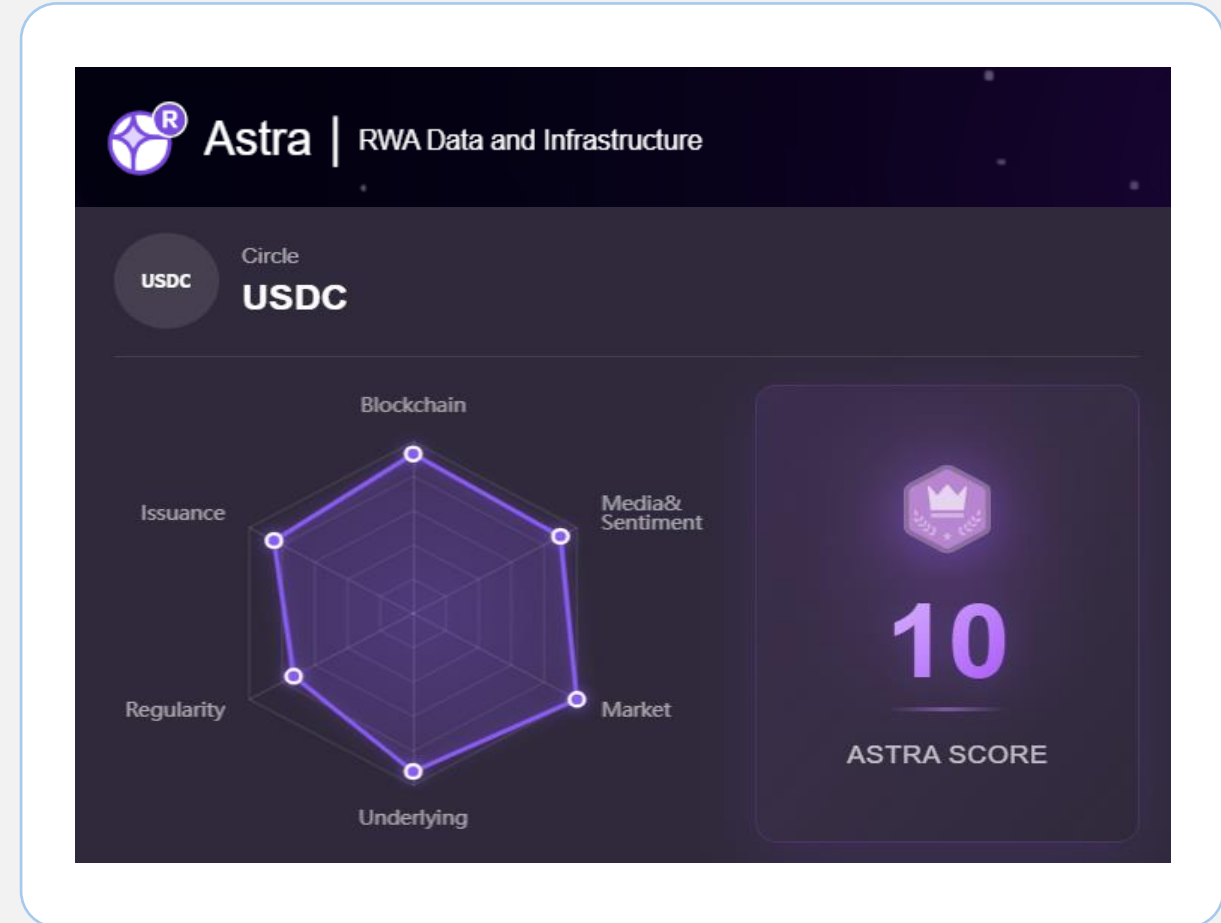 R
Astra | RWA Data and Infrastructure
USDC
Circle
USDC
Blockchain
Issuance
Media&
Sentiment
Regularity
Market
Underlying
10
ASTRA SCORE